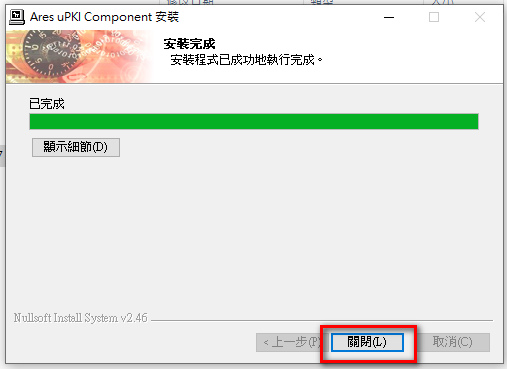 Ares uPKI Component 安裝
安裝完成
安裝程式已成功地執行完成。
已完成
顯示細節(D)
Nullsoft Install System v2.46
< 上一步(P)
關閉(L)
取消(C)